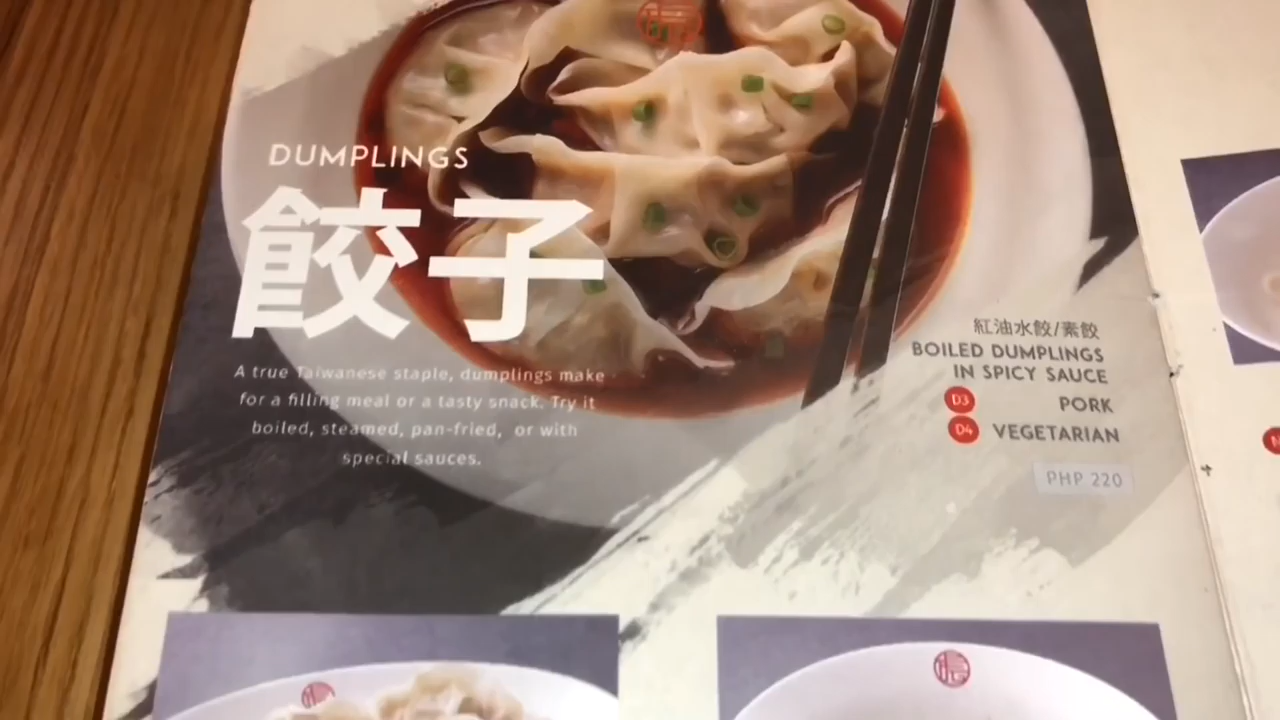 DUMPLINGS
餃子
A true Taiwanese staple, dumplings make
for a filling meal or a tasty snack. Try it
boiled, steamed, pan-fried, or with
special sauces.
紅油水餃/素餃
BOILED DUMPLINGS
IN SPICY SAUCE
D3 PORK
D4 VEGETARIAN
PHP 220